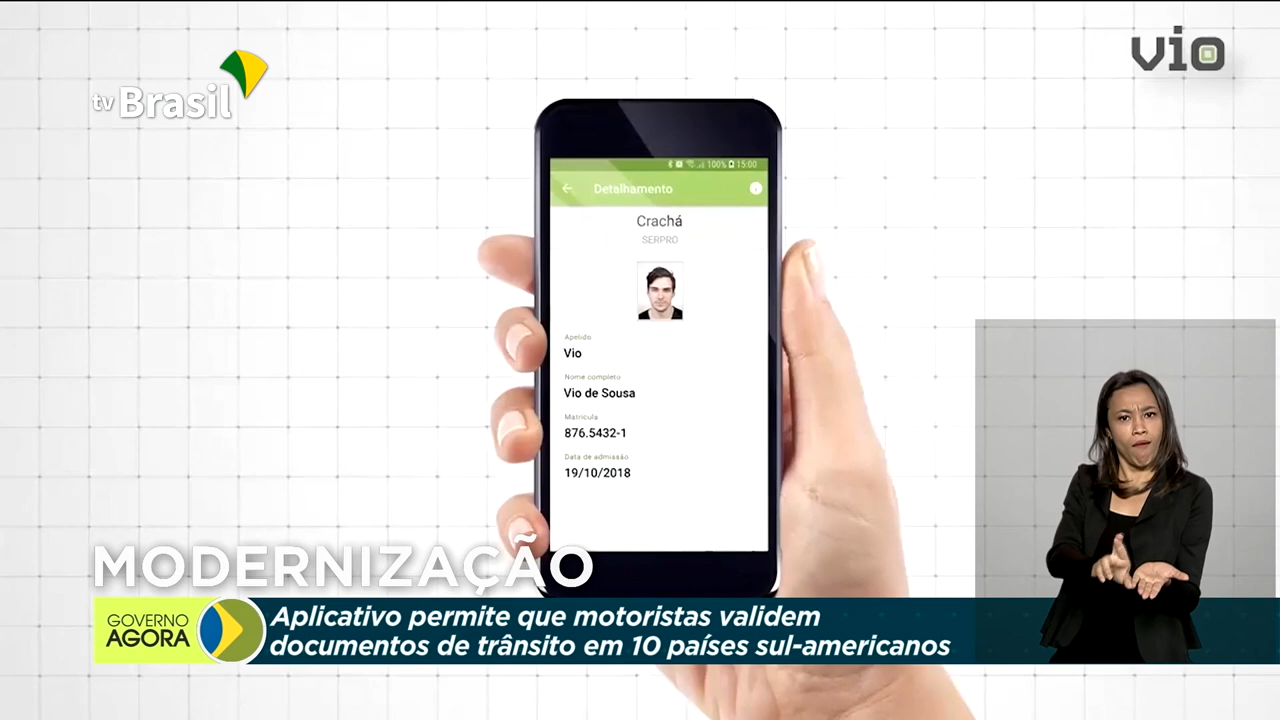 tv Brasil
vio
100% 15:00
Detalhamento
Crachá
SERPRO
Apelido
Vio
Nome completo
Vio de Sousa
Matrícula
876.5432-1
Data de admissão
19/10/2018
MODERNIZAÇÃO
GOVERNO
AGORA
Aplicativo permite que motoristas validem
documentos de trânsito em 10 países sul-americanos